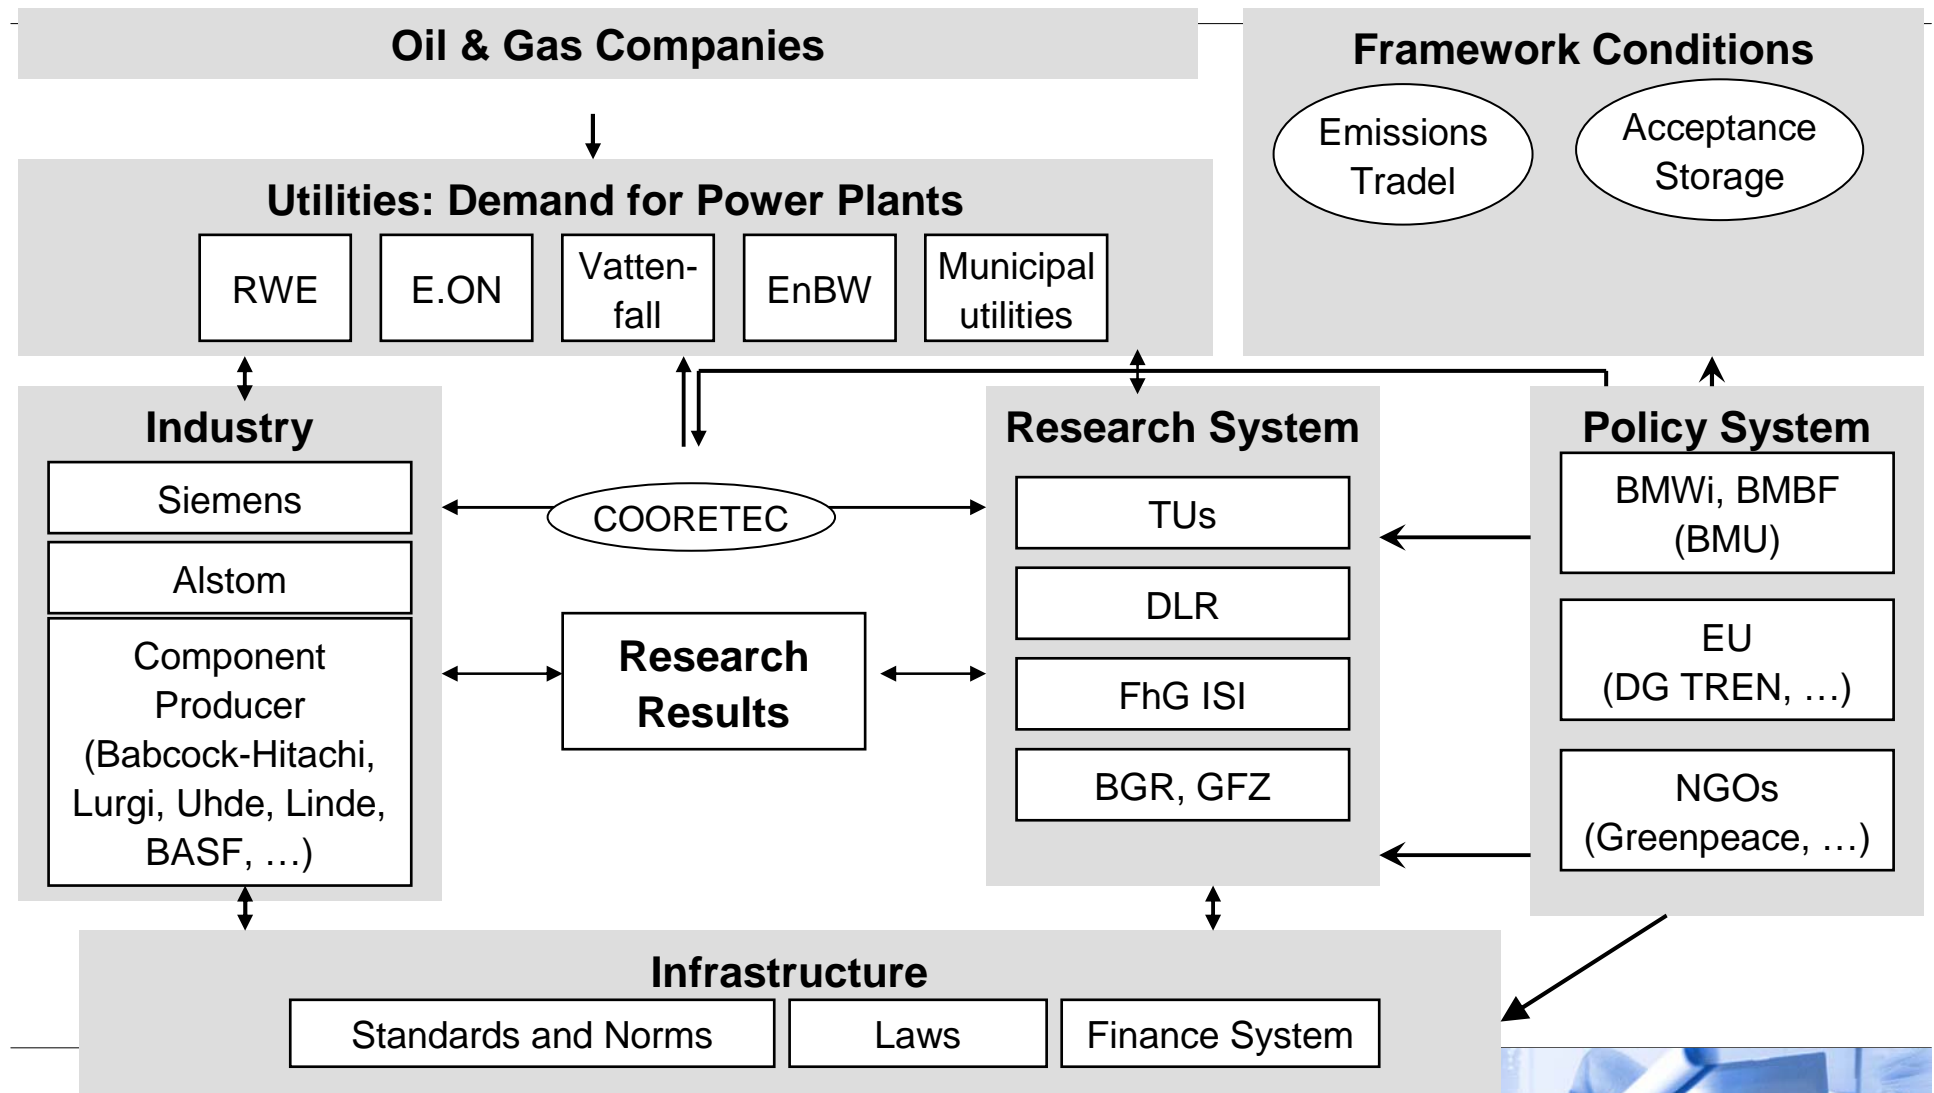 Oil & Gas Companies
Framework Conditions
Emissions
Tradel
Acceptance
Storage
Utilities: Demand for Power Plants
RWE
E.ON
Vatten-
fall
EnBW
Municipal
utilities
Industry
Siemens
Alstom
Component
Producer
(Babcock-Hitachi,
Lurgi, Uhde, Linde,
BASF, …)
COORETEC
Research
Results
Research System
TUs
DLR
FhG ISI
BGR, GFZ
Policy System
BMWi, BMBF
(BMU)
EU
(DG TREN, …)
NGOs
(Greenpeace, …)
Infrastructure
Standards and Norms
Laws
Finance System